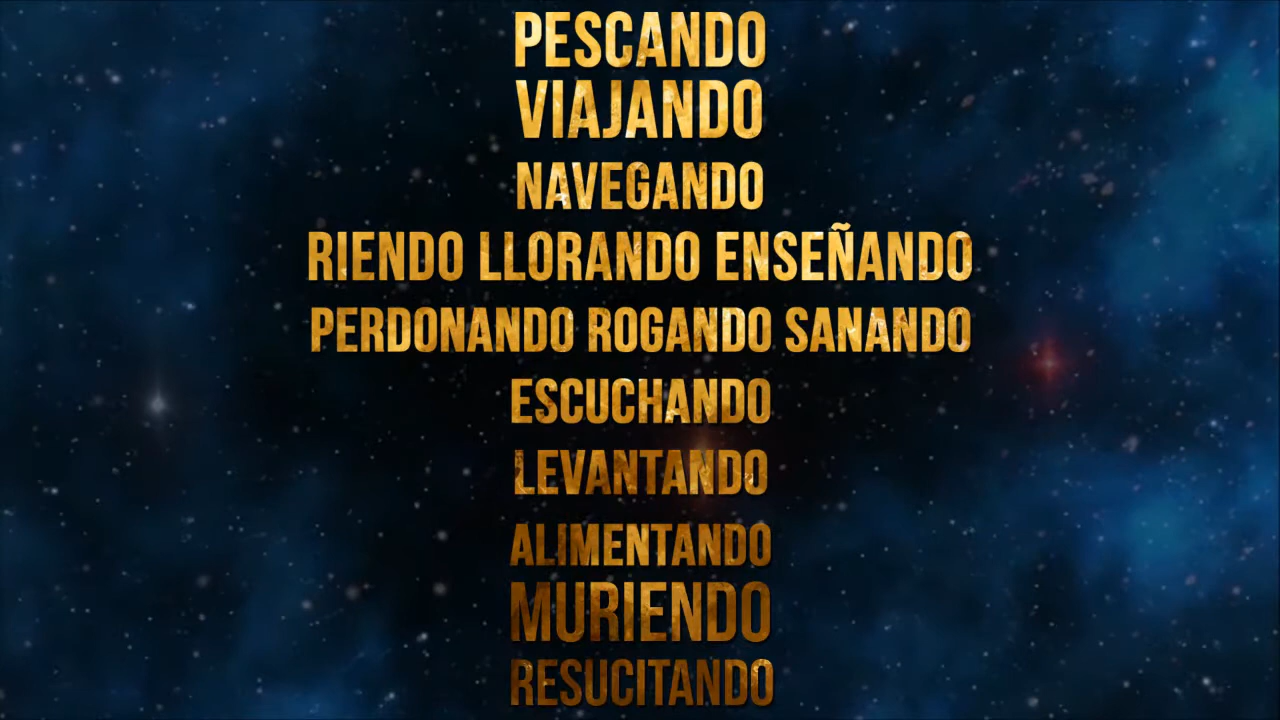 PESCANDO
VIAJANDO
NAVEGANDO
RIENDO LLORANDO ENSEÑANDO
PERDONANDO ROGANDO SANANDO
ESCUCHANDO
LEVANTANDO
ALIMENTANDO
MURIENDO
RESUCITANDO